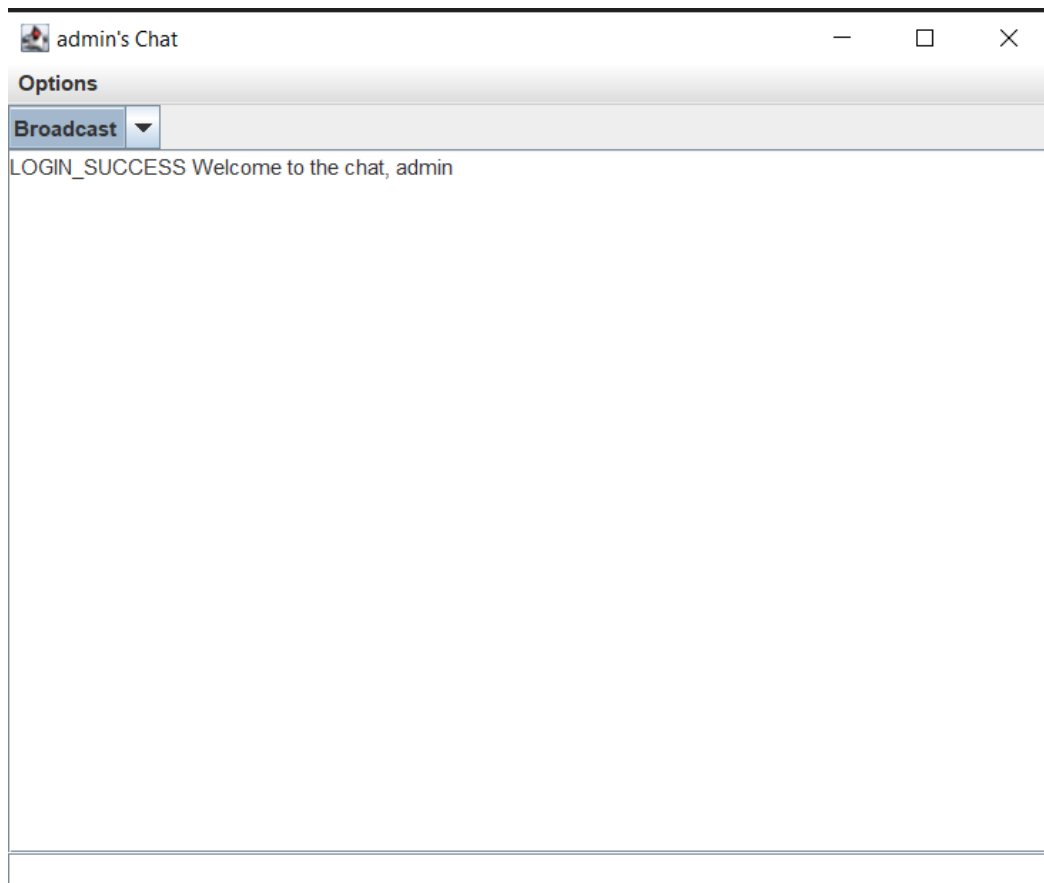 admin's Chat
Options
Broadcast
LOGIN_SUCCESS Welcome to the chat, admin